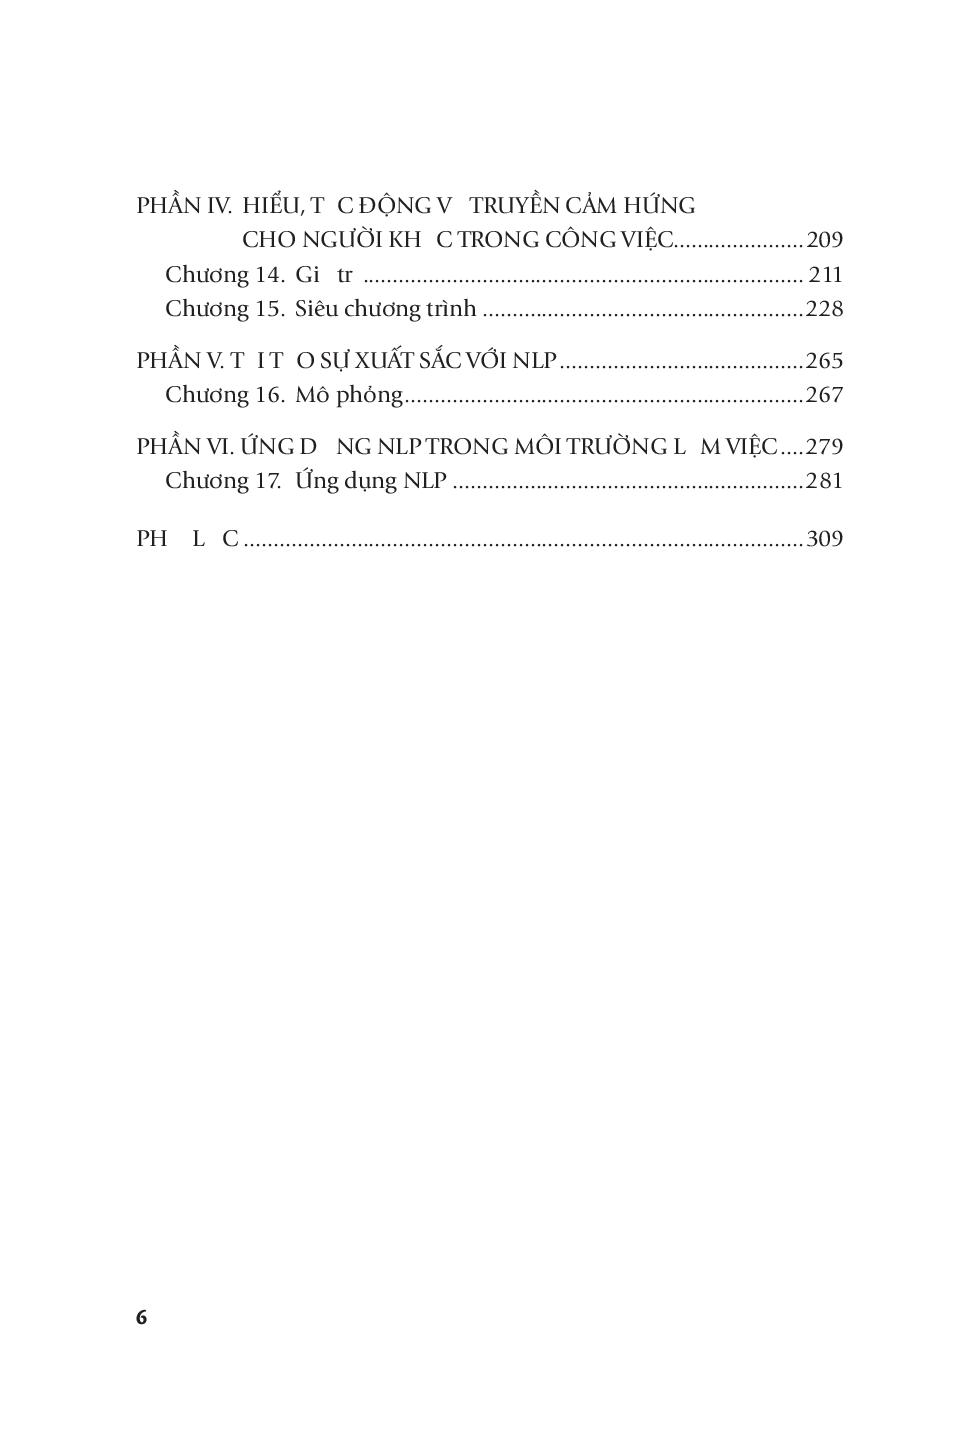 PHẦN IV. HIỂU, T C ĐỘNG V TRUYỀN CẢM HỨNG
CHO NGƯỜI KH C TRONG CÔNG VIỆC......................209
Chương 14. Gi tr .......................................................................... 211
Chương 15. Siêu chương trình ......................................................228
PHẦN V. T I T O SỰ XUẤT SẮC VỚI NLP.........................................265
Chương 16. Mô phỏng...................................................................267
PHẦN VI. ỨNG D NG NLP TRONG MÔI TRƯỜNG L M VIỆC....279
Chương 17. Ứng dụng NLP ...........................................................281
PH L C ..............................................................................................309
6